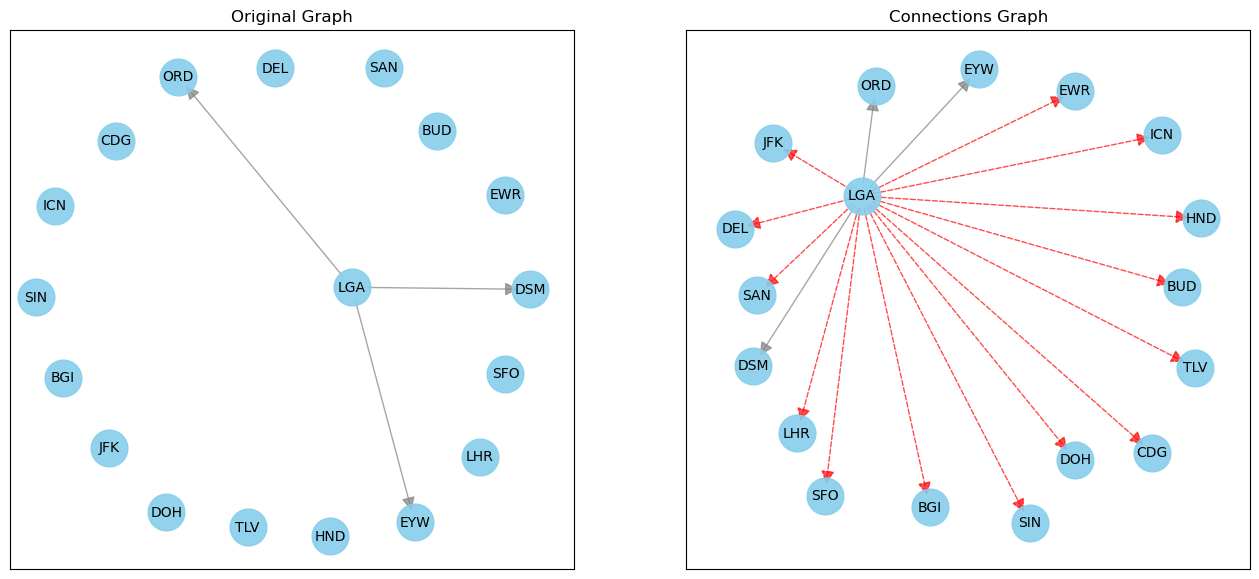 Original Graph
ORD
DEL
SAN
CDG
BUD
ICN
EWR
SIN
LGA
DSM
BGI
SFO
JFK
LHR
DOH
TLV
HND
EYW
Connections Graph
ORD
EYW
EWR
JFK
ICN
LGA
DEL
HND
SAN
BUD
DSM
TLV
LHR
DOH
CDG
SFO
BGI
SIN